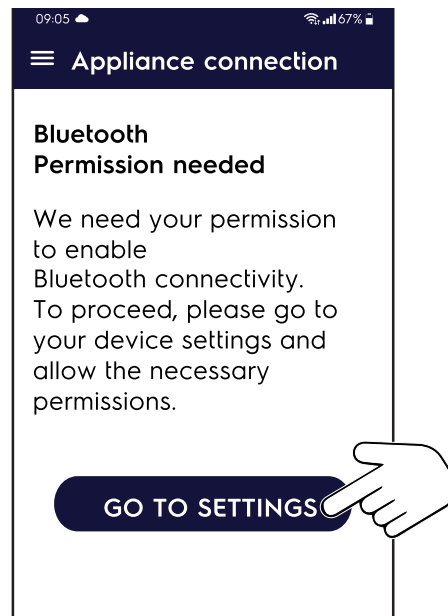 09:05 67%
Appliance connection
Bluetooth
Permission needed
We need your permission
to enable
Bluetooth connectivity.
To proceed, please go to
your device settings and
allow the necessary
permissions.
GO TO SETTINGS